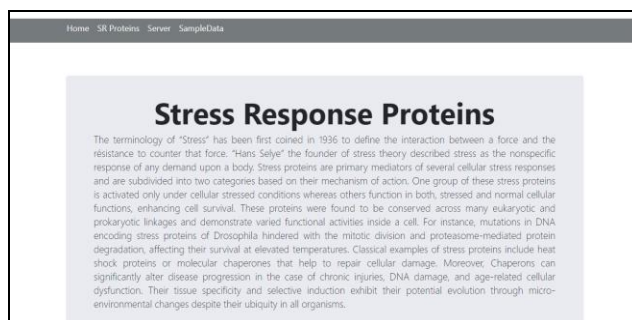 Home SR Proteins Server SampleData
Stress Response Proteins
The terminology of "Stress" has been first coined in 1936 to define the interaction between a force and the
résistance to counter that force. "Hans Selye" the founder of stress theory described stress as the nonspecific
response of any demand upon a body. Stress proteins are primary mediators of several cellular stress responses
and are subdivided into two categories based on their mechanism of action. One group of these stress proteins
is activated only under cellular stressed conditions whereas others function in both, stressed and normal cellular
functions, enhancing cell survival. These proteins were found to be conserved across many eukaryotic and
prokaryotic linkages and demonstrate varied functional activities inside a cell. For instance, mutations in DNA
encoding stress proteins of Drosophila hindered with the mitotic division and proteasome-mediated protein
degradation, affecting their survival at elevated temperatures. Classical examples of stress proteins include heat
shock proteins or molecular chaperones that help to repair cellular damage. Moreover, Chaperons can
significantly alter disease progression in the case of chronic injuries, DNA damage, and age-related cellular
dysfunction. Their tissue specificity and selective induction exhibit their potential evolution through micro-
environmental changes despite their ubiquity in all organisms.